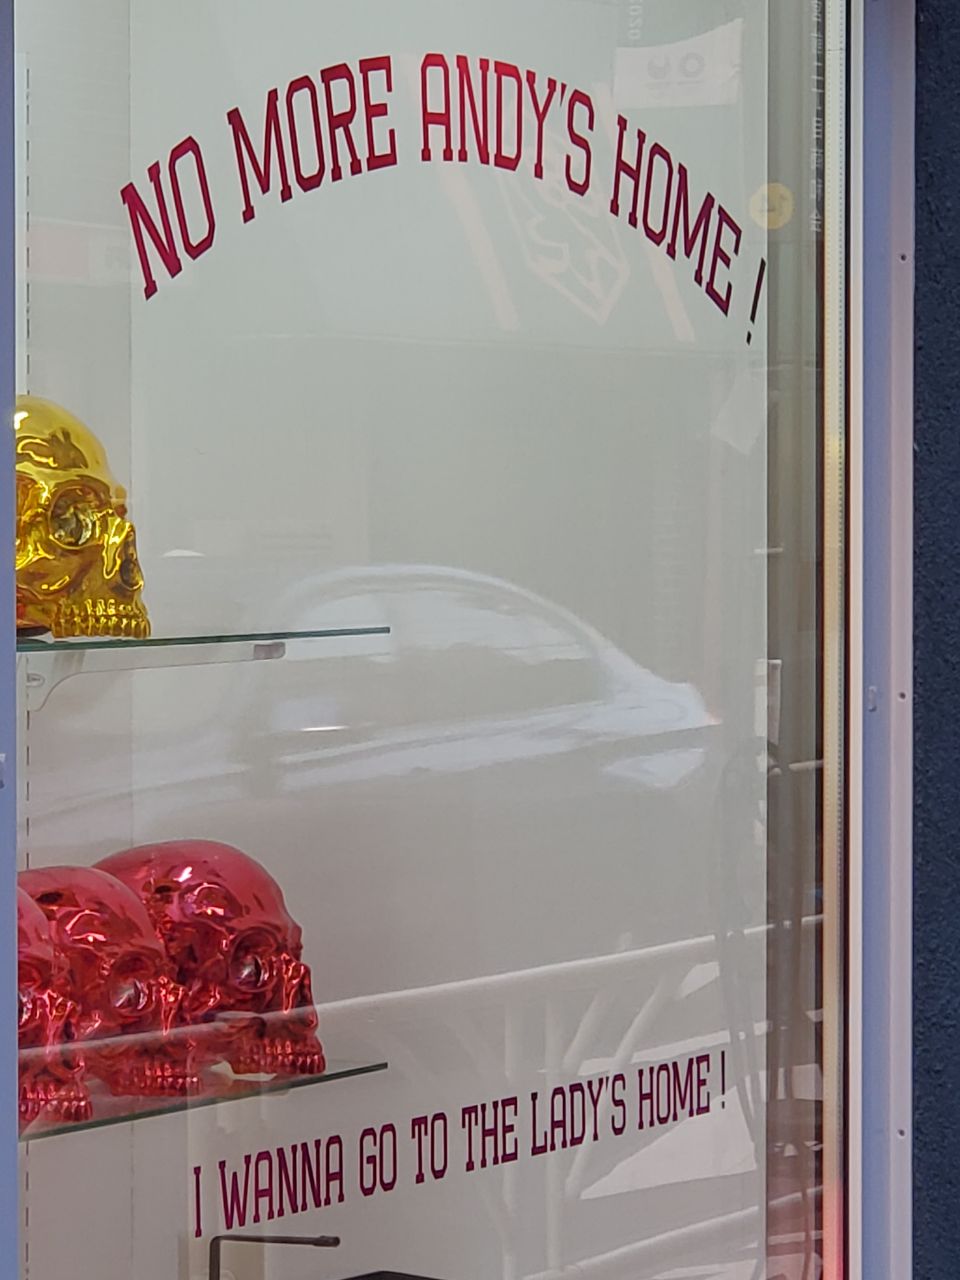 NO MORE ANDY'S HOME!
I WANNA GO TO THE LADY'S HOME!